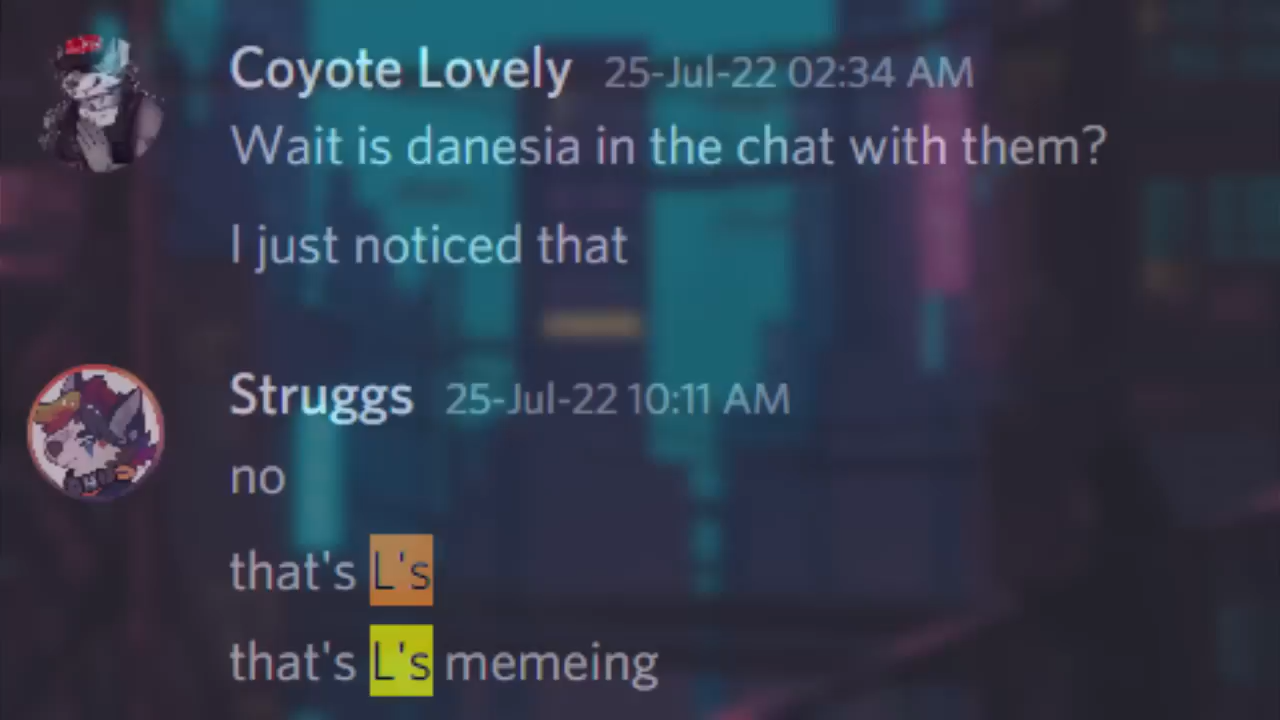 Coyote Lovely 25-Jul-22 02:34 AM
Wait is danesia in the chat with them?
I just noticed that
Struggs 25-Jul-22 10:11 AM
no
that's L's
that's L's memeing